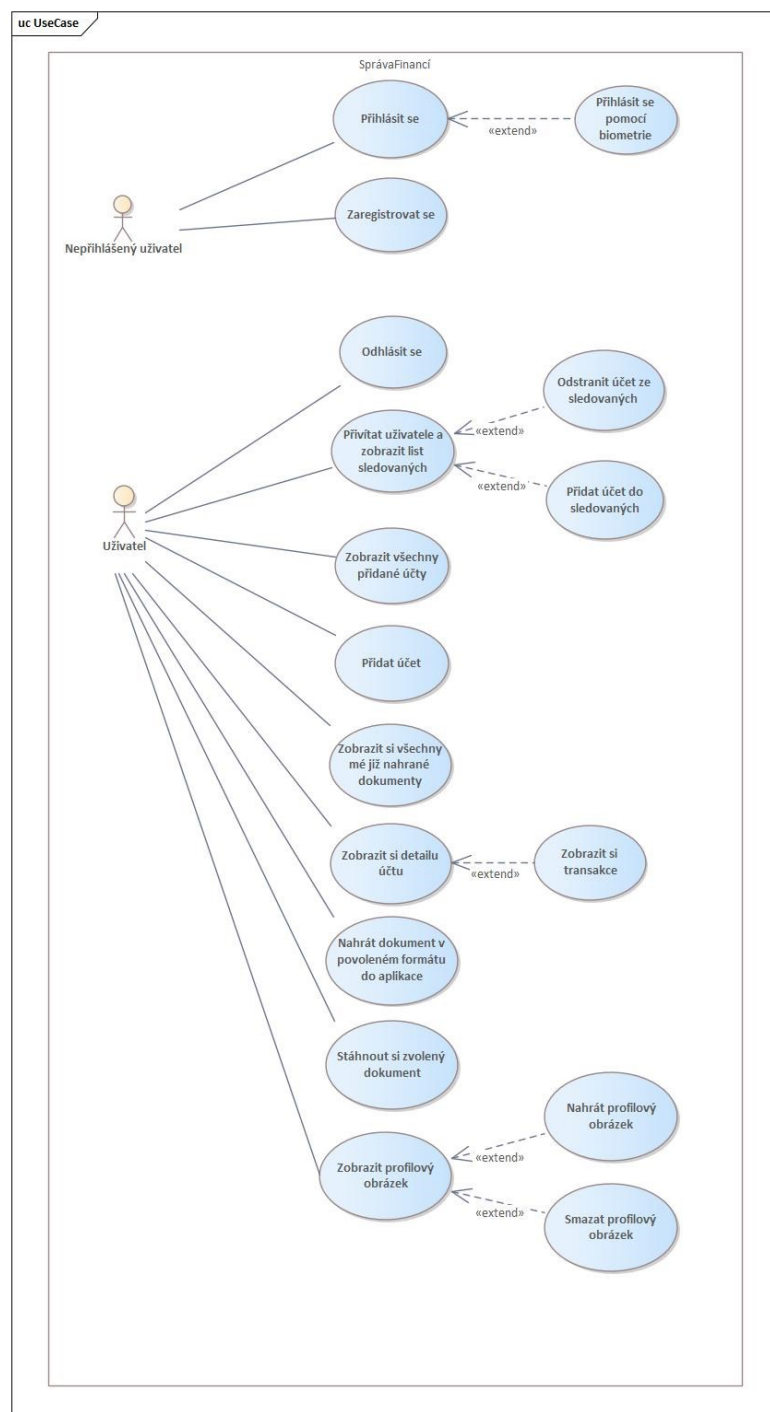 uc UseCase
SprávaFinancí
Přihlásit se
«extend»
Přihlásit se
pomocí
biometrie
Zaregistrovat se
Nepřihlášený uživatel
Odhlásit se
Odstranit účet ze
sledovaných
«extend»
Přivítat uživatele a
zobrazit list
sledovaných
«extend»
Přidat účet do
sledovaných
Uživatel
Zobrazit všechny
přidané účty
Přidat účet
Zobrazit si všechny
mé již nahrané
dokumenty
Zobrazit si detailu
účtu
«extend»
Zobrazit si
transakce
Nahrát dokument v
povoleném formátu
do aplikace
Stáhnout si zvolený
dokument
Nahrát profilový
obrázek
«extend»
Zobrazit profilový
obrázek
«extend»
Smazat profilový
obrázek